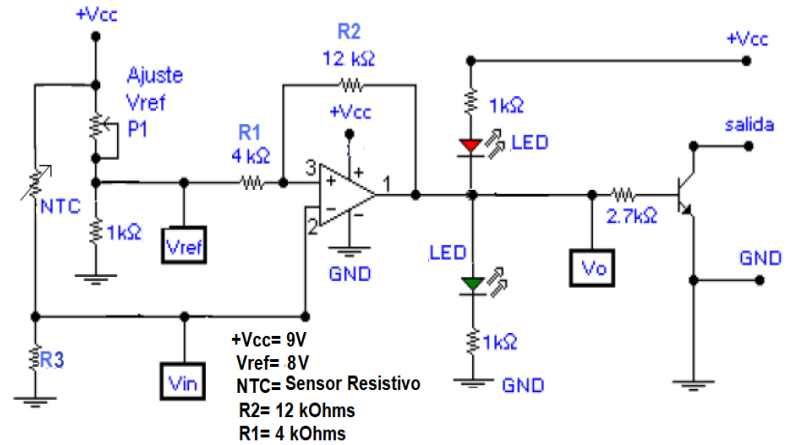 +Vcc
R2
12 kΩ
+Vcc
Ajuste
Vref
P1
+Vcc
1kΩ
LED
salida
R1
4 kΩ
3
+
+
1
-
-
2
NTC
1kΩ
Vref
GND
LED
2.7kΩ
Vo
GND
1kΩ
GND
R3
Vin
+Vcc= 9V
Vref= 8V
NTC= Sensor Resistivo
R2= 12 kOhms
R1= 4 kOhms